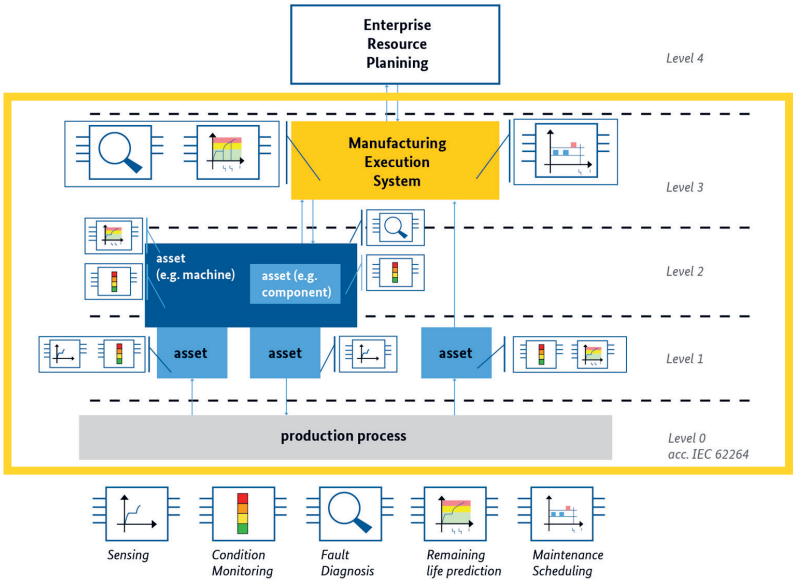 Enterprise
Resource
Planining
Level 4
Manufacturing
Execution
System
Level 3
asset
(e.g. machine)
asset (e.g.
component)
Level 2
asset
asset
asset
Level 1
production process
Level 0
acc. IEC 62264
Sensing
Condition
Monitoring
Fault
Diagnosis
Remaining
life prediction
Maintenance
Scheduling